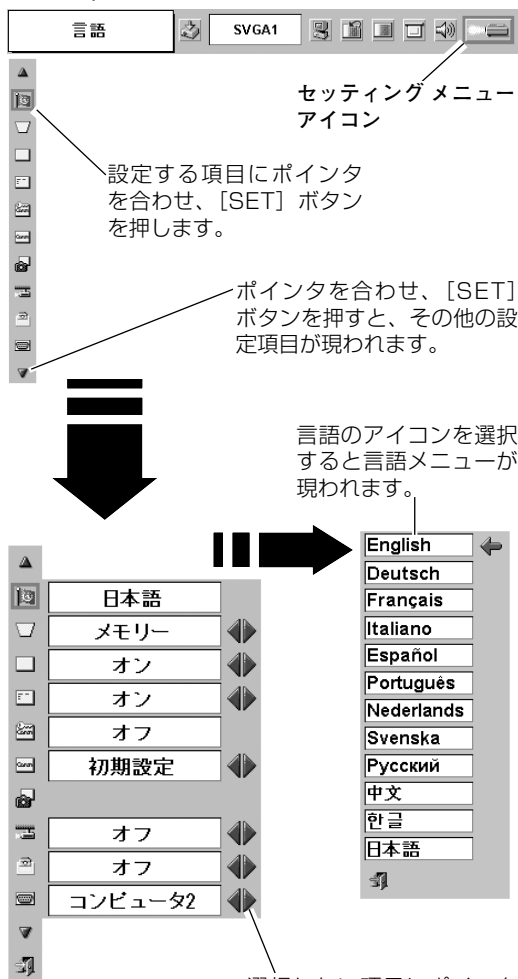 言語
SVGA1
セッティング メニュー
アイコン
設定する項目にポインタ
を合わせ、［SET］ボタン
を押します。
ポインタを合わせ、［SET］
ボタンを押すと、その他の設
定項目が現われます。
言語のアイコンを選択
すると言語メニューが
現われます。
日本語
メモリー
オン
オン
オフ
初期設定
オフ
オフ
コンピュータ2
English
Deutsch
Français
Italiano
Español
Português
Nederlands
Svenska
Русский
中文
한글
日本語